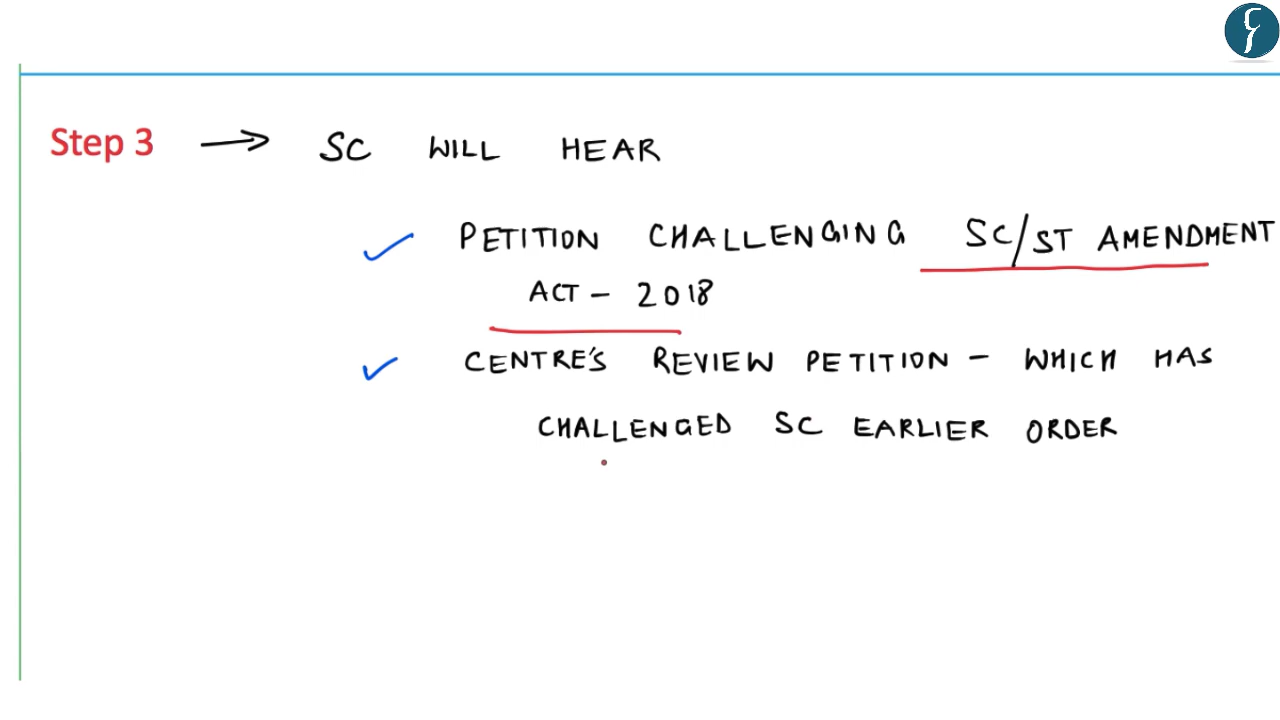 Step 3 → SC WILL HEAR
✓ PETITION CHALLENGING SC/ST AMENDMENT
ACT - 2018
✓ CENTRE'S REVIEW PETITION - WHICH HAS
CHALLENGED SC EARLIER ORDER